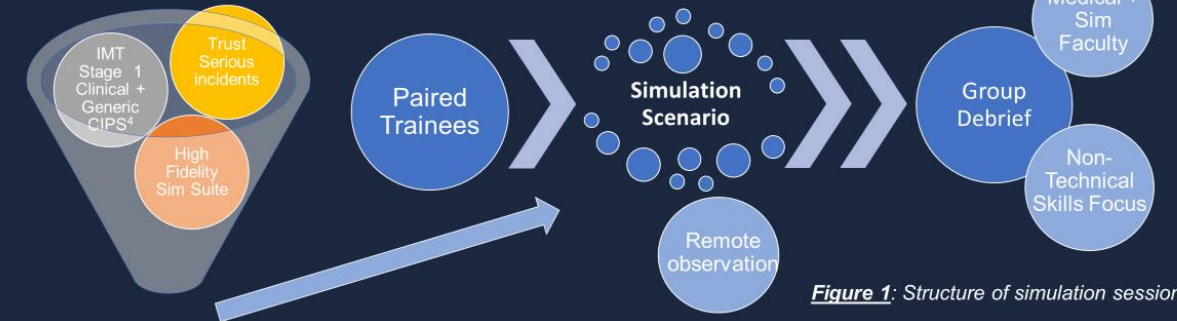 IMT
Stage 1
Clinical +
Generic
CIPS⁴
Trust
Serious
incidents
High
Fidelity
Sim Suite
Paired
Trainees
Simulation
Scenario
Remote
observation
Group
Debrief
Medical +
Sim
Faculty
Non-
Technical
Skills Focus
Figure 1: Structure of simulation session